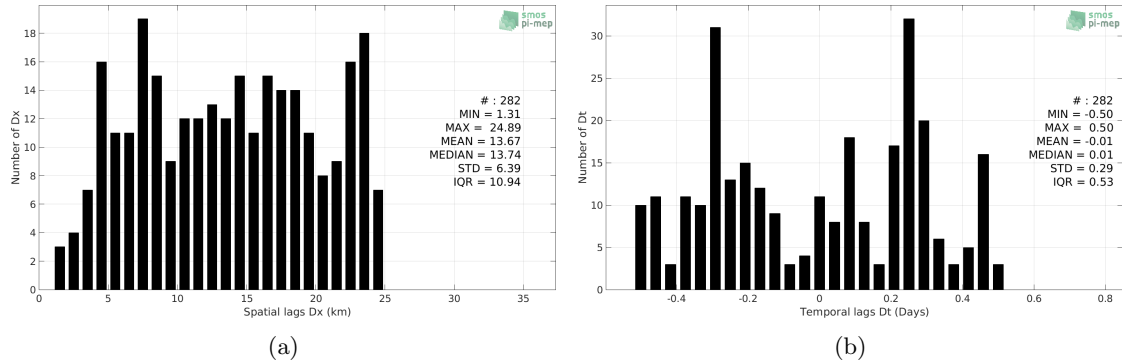 smos
pi-mep
18
16
14
12
10
8
6
4
2
0
Number of Dx
# : 282
MIN = 1.31
MAX = 24.89
MEAN = 13.67
MEDIAN = 13.74
STD = 6.39
IQR = 10.94
0 5 10 15 20 25 30 35
Spatial lags Dx (km)
(a)
smos
pi-mep
30
25
20
15
10
5
0
Number of Dt
# : 282
MIN = -0.50
MAX = 0.50
MEAN = -0.01
MEDIAN = 0.01
STD = 0.29
IQR = 0.53
-0.4 -0.2 0 0.2 0.4 0.6 0.8
Temporal lags Dt (Days)
(b)